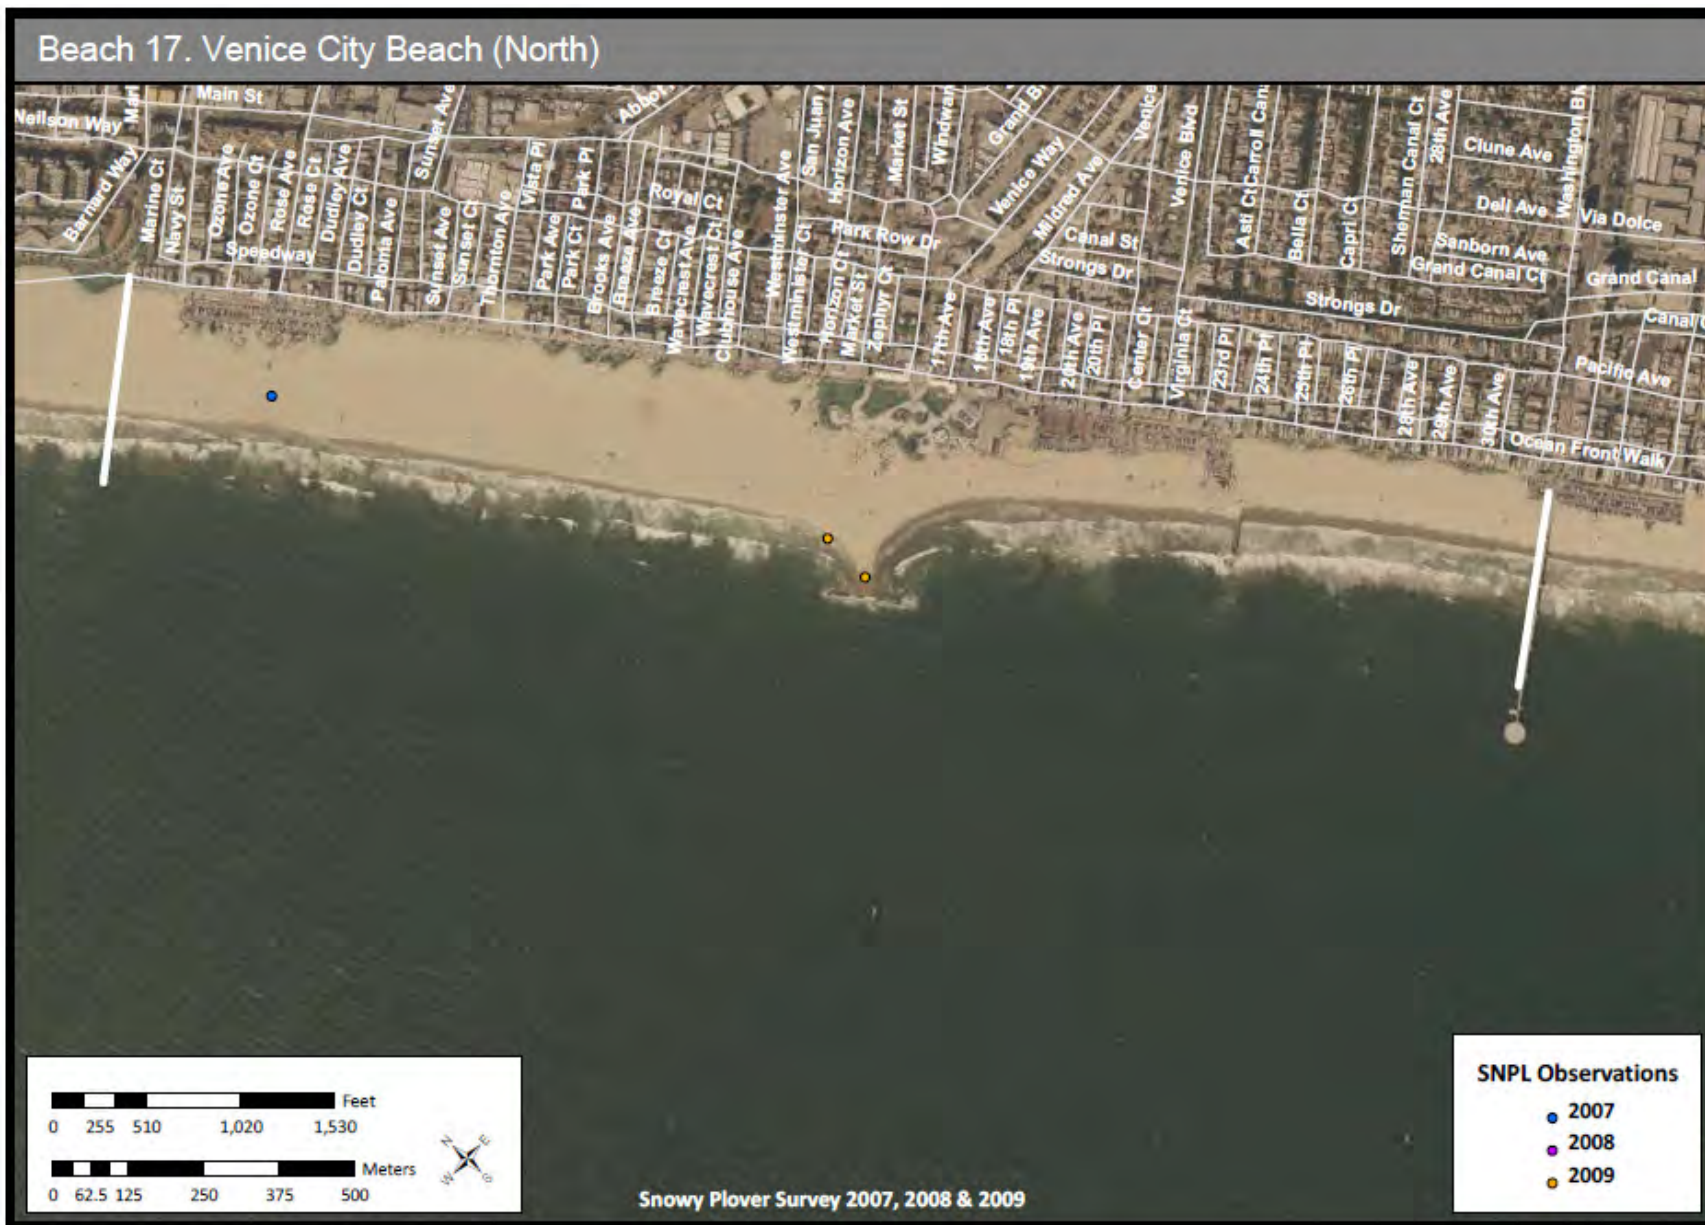 Beach 17. Venice City Beach (North)
Main St
Neilson Way
Barnard Way
Marine Ct
Navy St
Ozone Ave
Ozone Ct
Rose Ave
Rose Ct
Dudley Ave
Dudley Ct
Speedway
Paloma Ave
Sunset Ave
Sunset Ave
Sunset Ct
Thornton Ave
Vista Pl
Park Ave
Park Ct
Park Pl
Abbot
Brooks Ave
Breeze Ave
Breeze Ct
Royal Ct
Wavecrest Ave
Wavecrest Ct
Clubhouse Ave
Westminster Ave
Westminister Ct
San Juan
Horizon Ave
Horizon Ct
Market St
Market St
Zephyr Ct
Park Row Dr
Windwar
Grand Bl
Venice Way
Mildred Ave
Venice
Venice Blvd
Canal St
Strongs Dr
17th Ave
18th Ave
18th Pl
19th Ave
20th Ave
20th Pl
Center Ct
Virginia Ct
23rd Pl
24th Pl
25th Pl
26th Pl
28th Ave
29th Ave
30th Ave
Asti Ct
Carroll Cana
Bella Ct
Capri Ct
Sherman Canal Ct
28th Ave
Clune Ave
Washington Blv
Dell Ave
Via Dolce
Sanborn Ave
Grand Canal Ct
Grand Canal
Strongs Dr
Canal
Pacific Ave
Ocean Front Walk
Feet
0 255 510 1,020 1,530
Meters
0 62.5 125 250 375 500
N
E
W
S
Snowy Plover Survey 2007, 2008 & 2009
SNPL Observations
2007
2008
2009